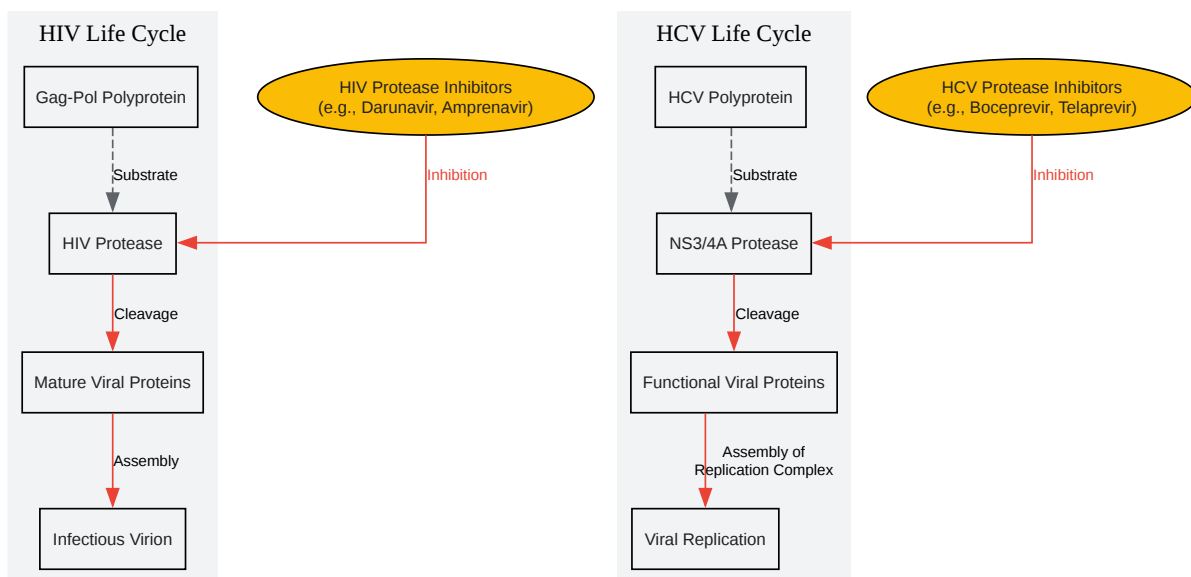 HIV Life Cycle
Gag-Pol Polyprotein
HIV Protease Inhibitors
(e.g., Darunavir, Amprenavir)
Substrate
Inhibition
HIV Protease
Cleavage
Mature Viral Proteins
Assembly
Infectious Virion
HCV Life Cycle
HCV Polyprotein
HCV Protease Inhibitors
(e.g., Boceprevir, Telaprevir)
Substrate
Inhibition
NS3/4A Protease
Cleavage
Functional Viral Proteins
Assembly of
Replication Complex
Viral Replication